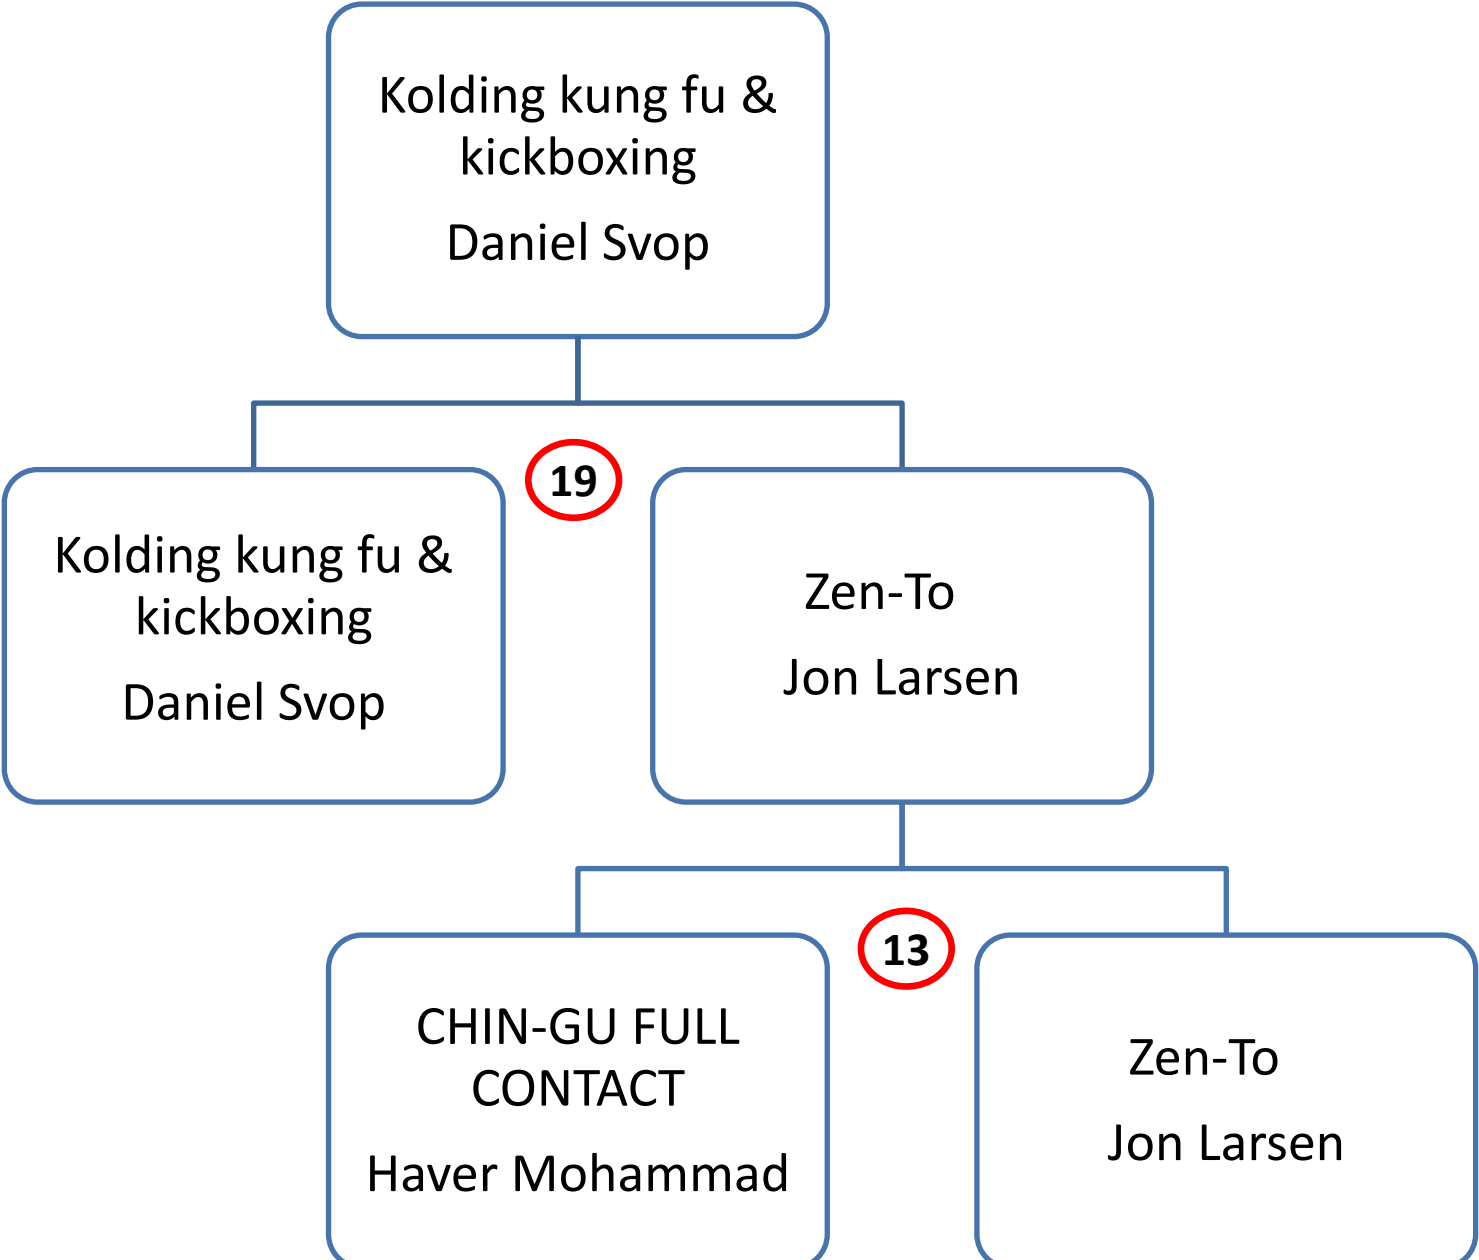 Kolding kung fu &
kickboxing
Daniel Svop
19
Kolding kung fu &
kickboxing
Daniel Svop
Zen-To
Jon Larsen
13
CHIN-GU FULL
CONTACT
Haver Mohammad
Zen-To
Jon Larsen